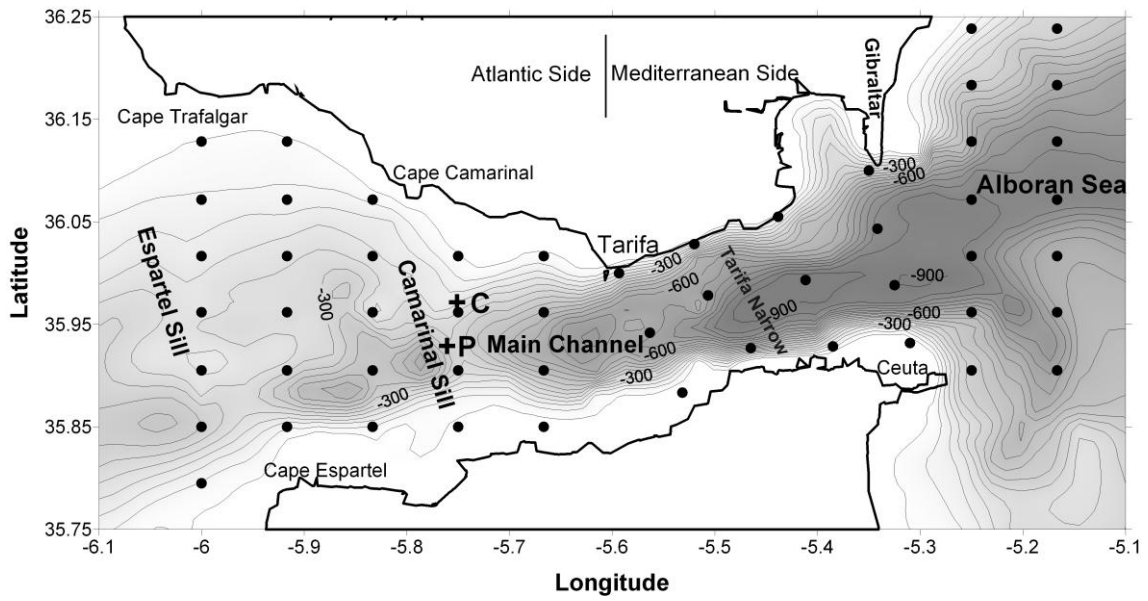 36.25
36.15
36.05
35.95
35.85
35.75
Latitude
Atlantic Side
Mediterranean Side
Gibraltar
Cape Trafalgar
Cape Camarinal
-300
-600
Alboran Sea
Espartel Sill
Camarinal Sill
Tarifa
-300
-600
Tarifa Narrow
-900
-900
-300
+C
+P
Main Channel
-600
-600
-300
-300
-300
Ceuta
Cape Espartel
-6.1
-6
-5.9
-5.8
-5.7
-5.6
-5.5
-5.4
-5.3
-5.2
-5.1
Longitude